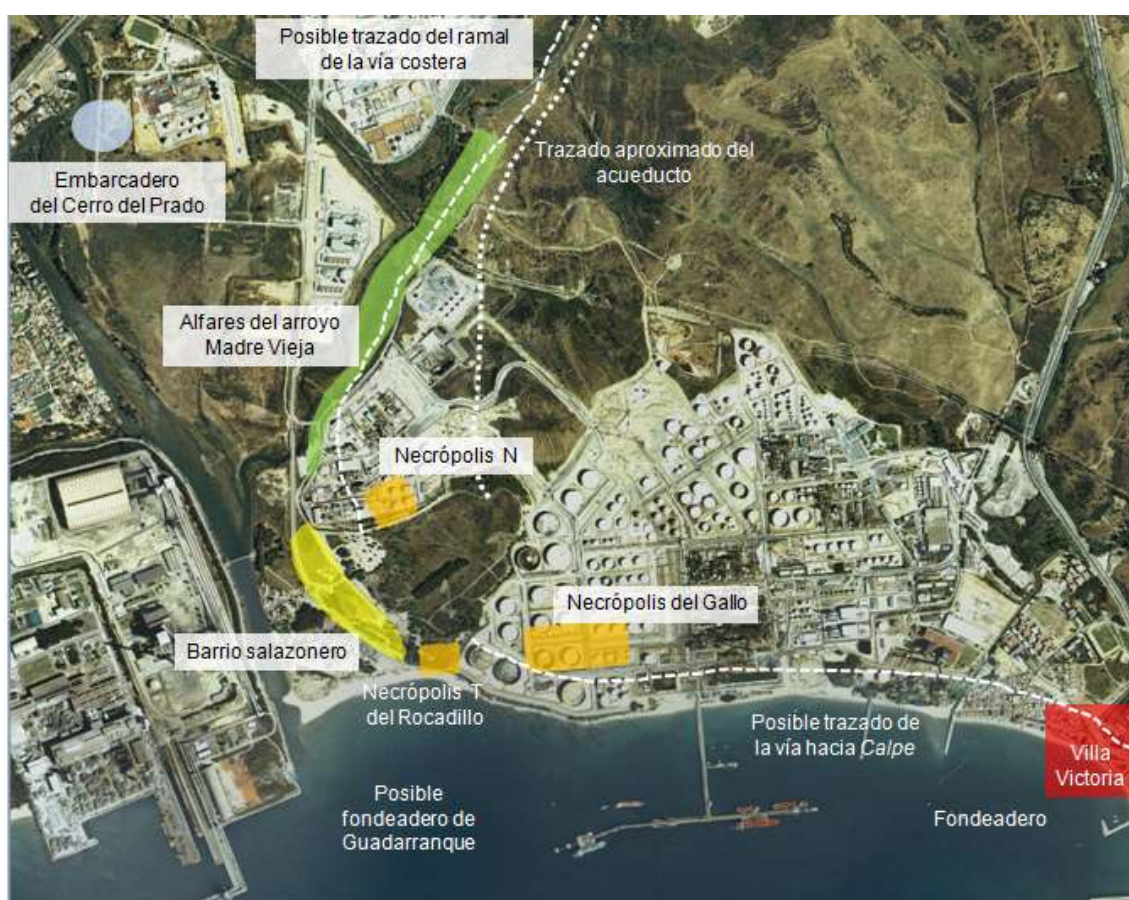 Posible trazado del ramal
de la vía costera
Trazado aproximado del
acueducto
Embarcadero
del Cerro del Prado
Alfares del arroyo
Madre Vieja
Necrópolis N
Necrópolis del Gallo
Barrio salazonero
Necrópolis T
del Rocadillo
Posible trazado de
la vía hacia Calpe
Villa
Victoria
Posible
fondeadero de
Guadarranque
Fondeadero